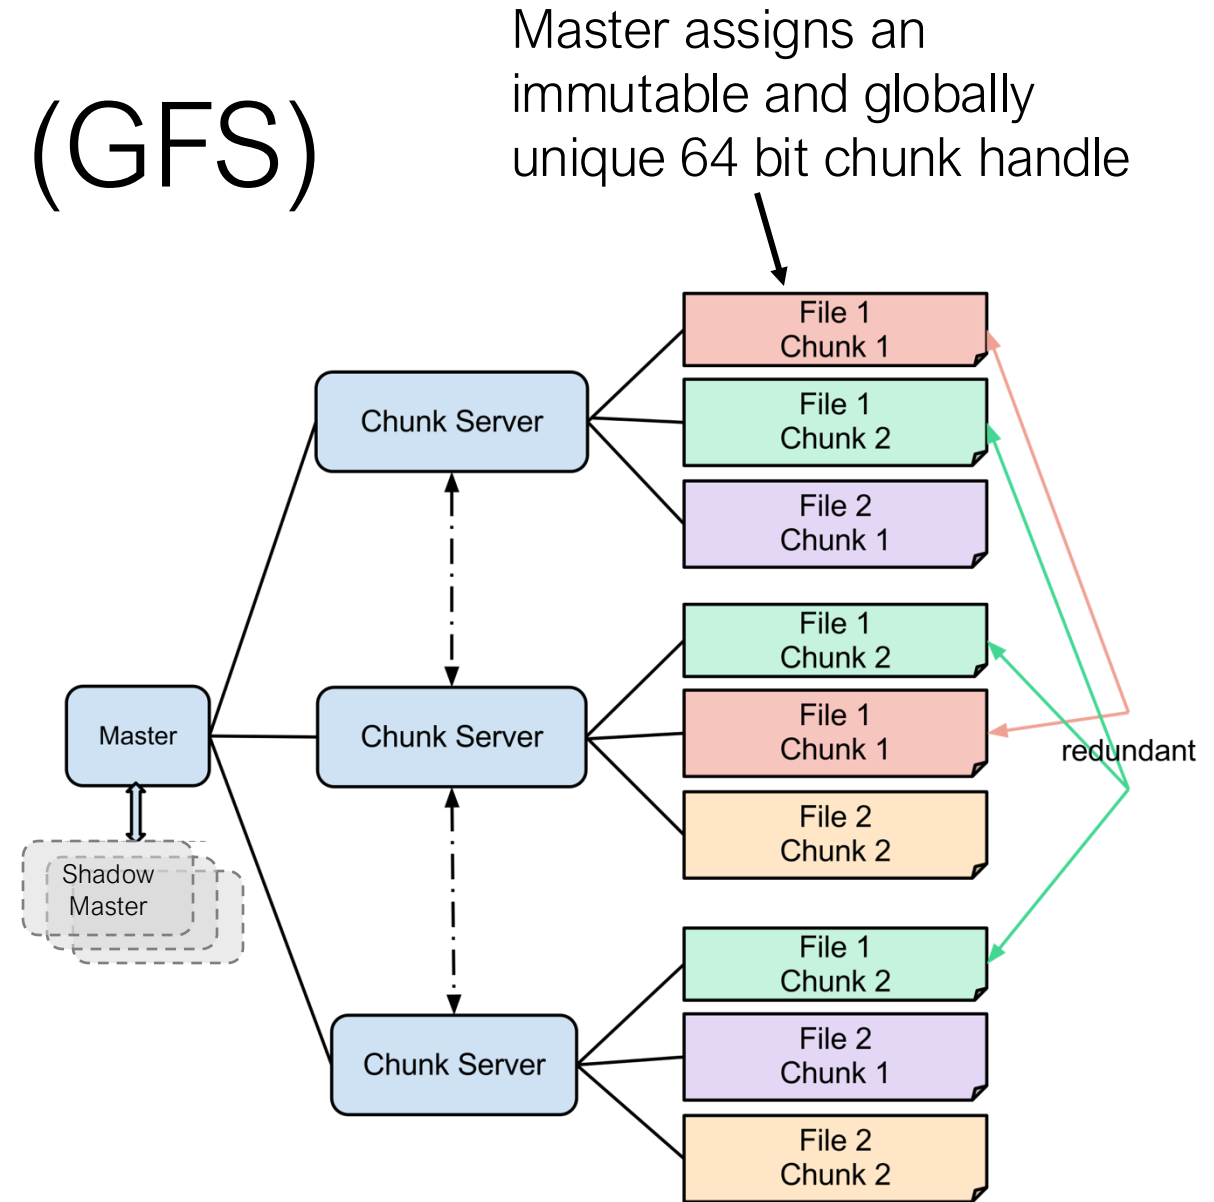 (GFS)
Master assigns an
immutable and globally
unique 64 bit chunk handle
File 1
Chunk 1
File 1
Chunk 2
File 2
Chunk 1
Chunk Server
File 1
Chunk 2
File 1
Chunk 1
File 2
Chunk 2
Chunk Server
Master
redundant
Shadow
Master
File 1
Chunk 2
File 2
Chunk 1
File 2
Chunk 2
Chunk Server